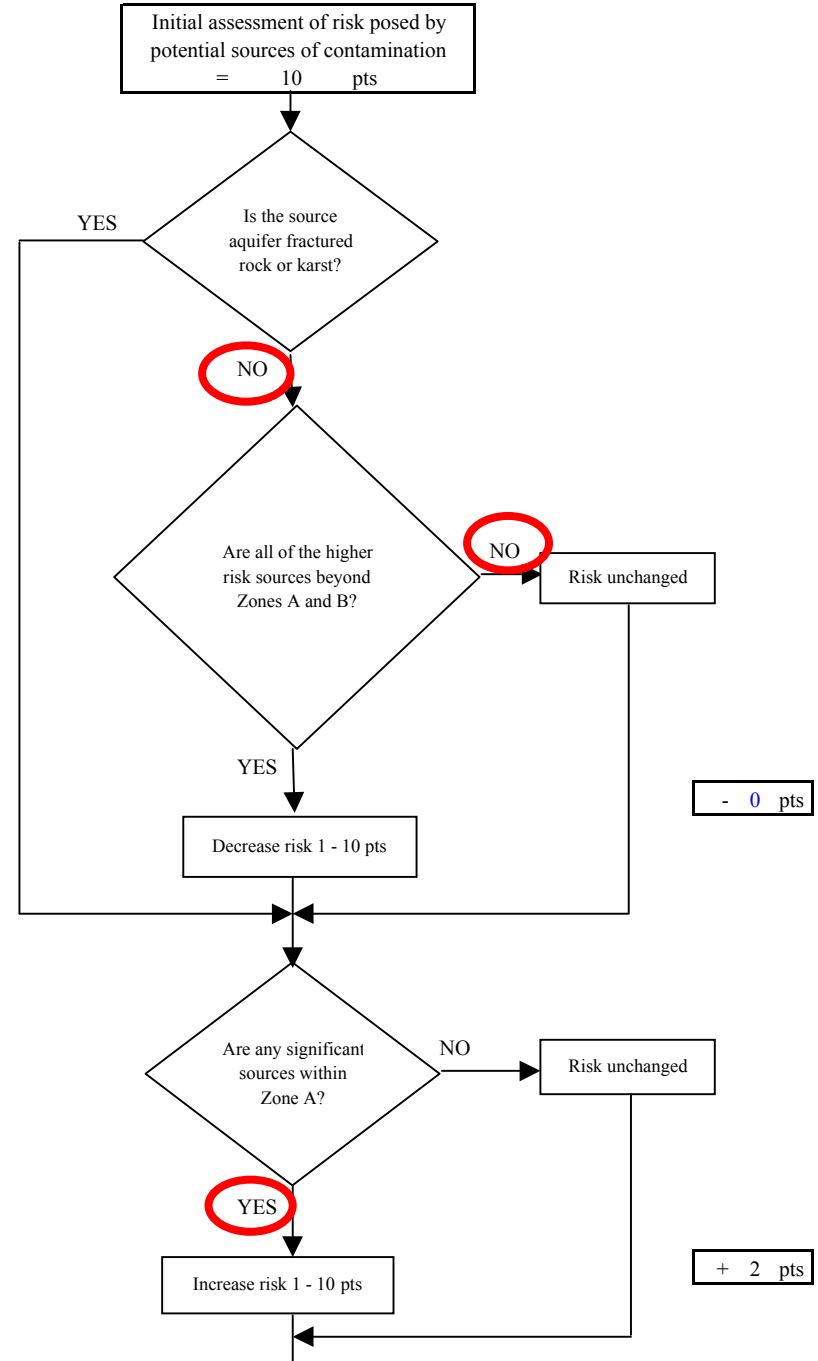 Initial assessment of risk posed by
potential sources of contamination
= 10 pts
YES
Is the source
aquifer fractured
rock or karst?
NO
Are all of the higher
risk sources beyond
Zones A and B?
NO
Risk unchanged
YES
- 0 pts
Decrease risk 1 - 10 pts
Are any significant
sources within
Zone A?
NO
Risk unchanged
YES
+ 2 pts
Increase risk 1 - 10 pts